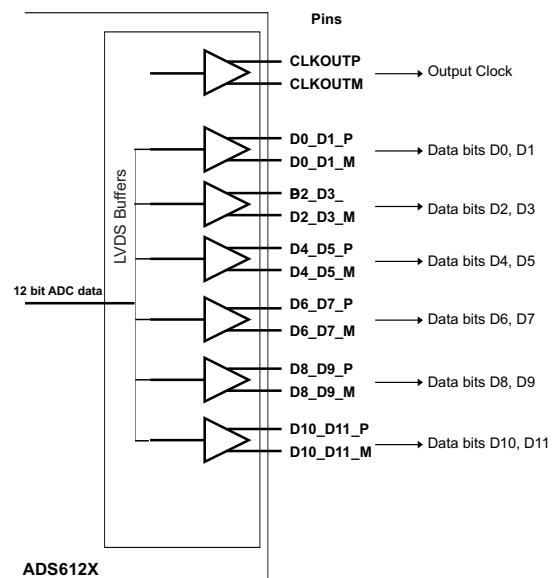 Pins
CLKOUTP
CLKOUTM
Output Clock
D0_D1_P
D0_D1_M
Data bits D0, D1
LVDS Buffers
D2_D3_
D2_D3_M
Data bits D2, D3
D4_D5_P
D4_D5_M
Data bits D4, D5
12 bit ADC data
D6_D7_P
D6_D7_M
Data bits D6, D7
D8_D9_P
D8_D9_M
Data bits D8, D9
D10_D11_P
D10_D11_M
Data bits D10, D11
ADS612X